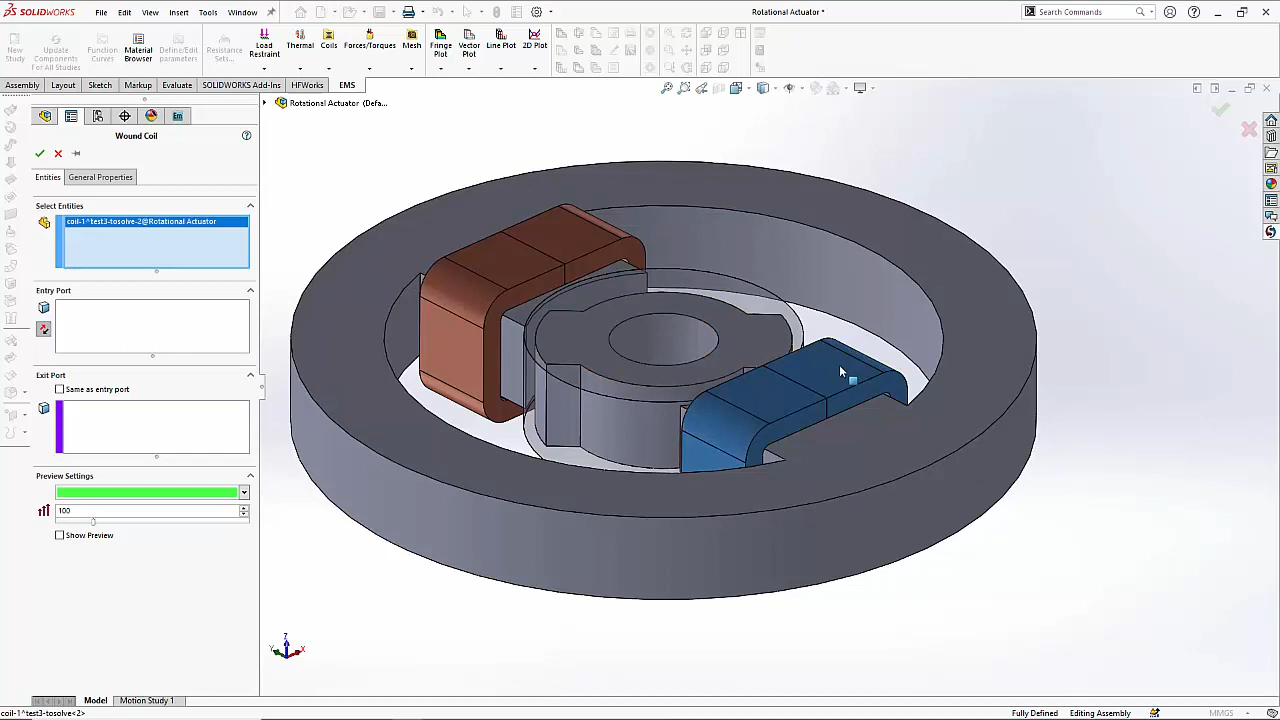 SOLIDWORKS File Edit View Insert Tools Window Rotational Actuator * Search Commands
New Study
Update Components For All Studies
Function Curves
Material Browser
Define/Edit parameters
Resistance Sets...
Load Restraint
Thermal
Coils
Forces/Torques
Mesh
Fringe Plot
Vector Plot
Line Plot
2D Plot
Assembly Layout Sketch Markup Evaluate SOLIDWORKS Add-Ins HFWorks EMS
Rotational Actuator (Defa...
Wound Coil
Entities General Properties
Select Entities
coil-1^test3-tosolve-2@Rotational Actuator
Entry Port
Exit Port
Same as entry port
Preview Settings
100
Show Preview
Z
Y X
Model Motion Study 1
coil-1^test3-tosolve<2> Fully Defined Editing Assembly MMGS